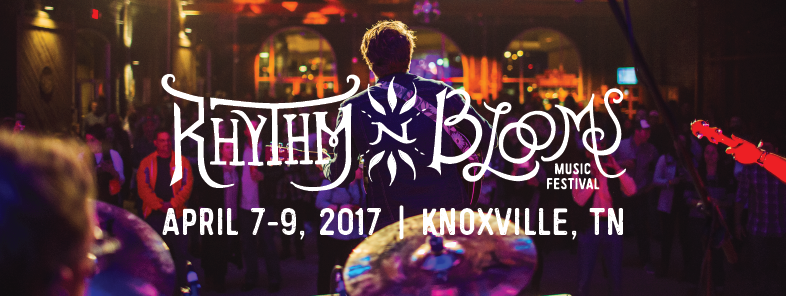 RHYTHM N BLOOMS
MUSIC
FESTIVAL
APRIL 7-9, 2017 | KNOXVILLE, TN